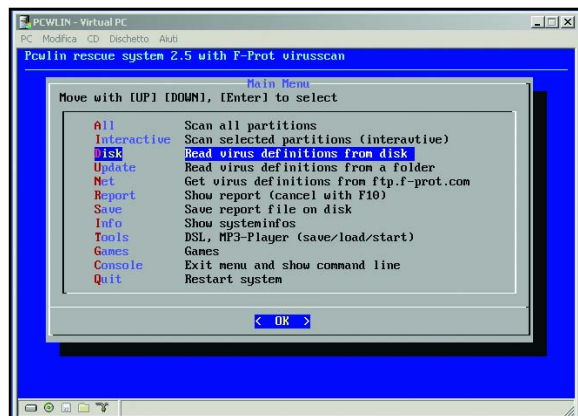 PCWLIN - Virtual PC
PC Modifica CD Dischetto Aiuti
Pcwlin rescue system 2.5 with F-Prot virusscan
Main Menu
Move with [UP] [DOWN], [Enter] to select
All Scan all partitions
Interactive Scan selected partitions (interavtive)
Disk Read virus definitions from disk
Update Read virus definitions from a folder
Net Get virus definitions from ftp.f-prot.com
Report Show report (cancel with F10)
Save Save report file on disk
Info Show systeminfos
Tools DSL, MP3-Player (save/load/start)
Games Games
Console Exit menu and show command line
Quit Restart system
< OK >